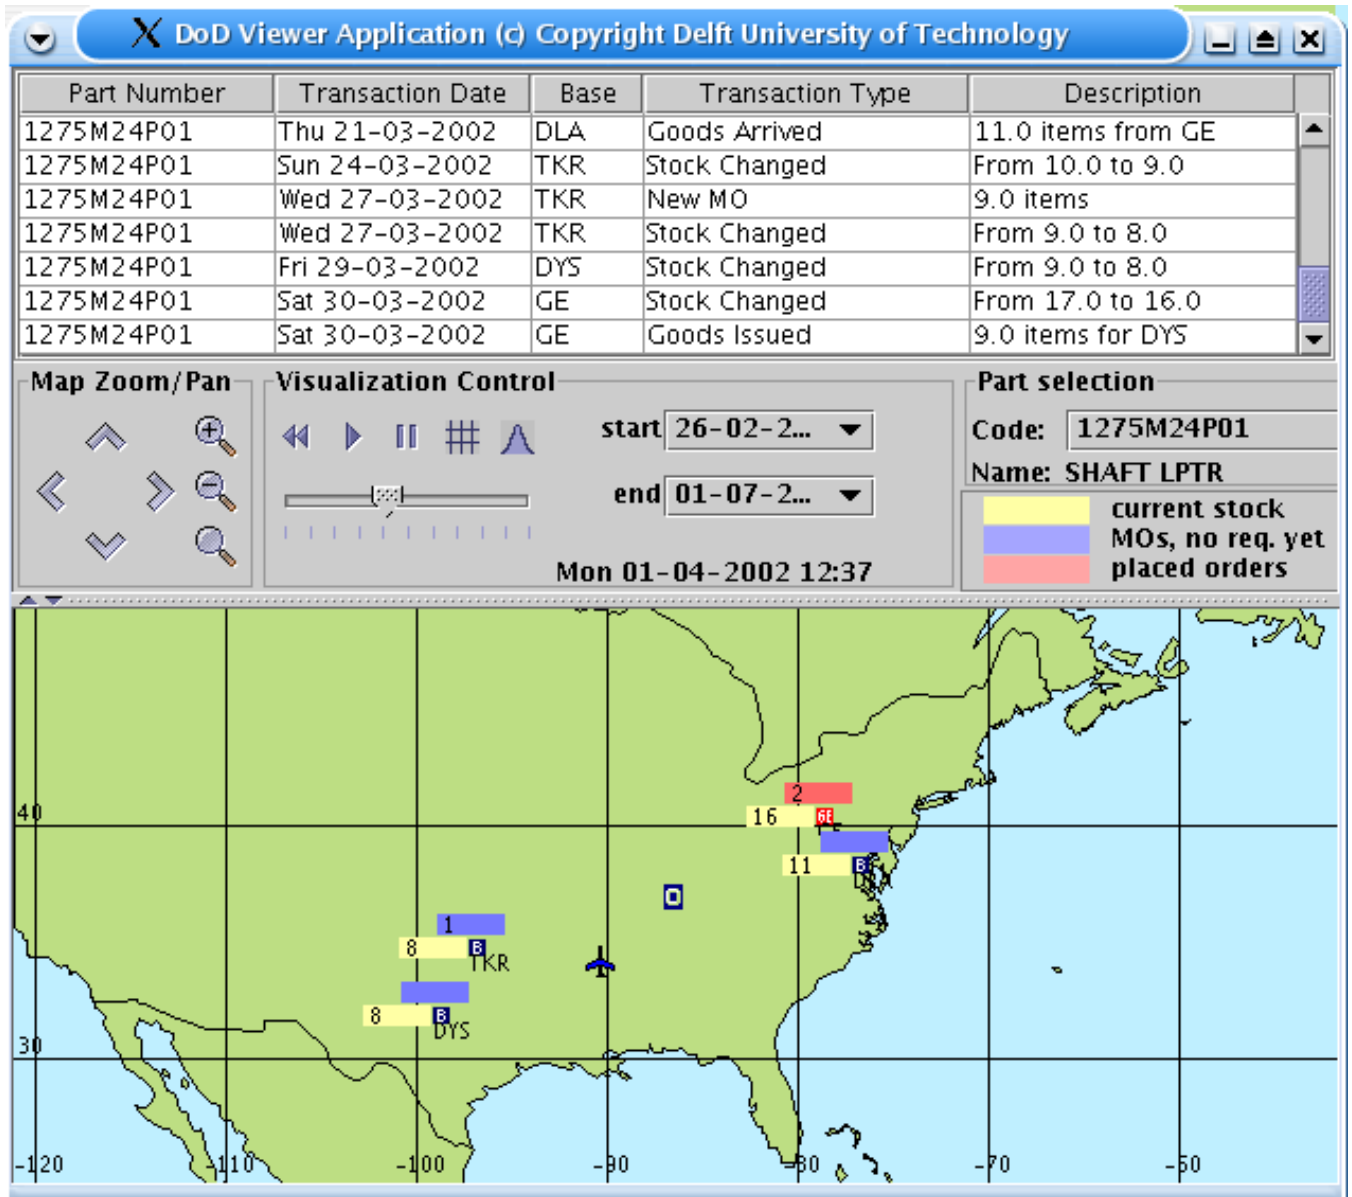 DoD Viewer Application (c) Copyright Delft University of Technology
Part Number Transaction Date Base Transaction Type Description
1275M24P01 Thu 21-03-2002 DLA Goods Arrived 11.0 items from GE
1275M24P01 Sun 24-03-2002 TKR Stock Changed From 10.0 to 9.0
1275M24P01 Wed 27-03-2002 TKR New MO 9.0 items
1275M24P01 Wed 27-03-2002 TKR Stock Changed From 9.0 to 8.0
1275M24P01 Fri 29-03-2002 DYS Stock Changed From 9.0 to 8.0
1275M24P01 Sat 30-03-2002 GE Stock Changed From 17.0 to 16.0
1275M24P01 Sat 30-03-2002 GE Goods Issued 9.0 items for DYS
Map Zoom/Pan Visualization Control Part selection
start 26-02-2... Code: 1275M24P01
Name: SHAFT LPTR
end 01-07-2...
current stock
MOs, no req. yet
placed orders
Mon 01-04-2002 12:37
2
40
16 GE
11 B
O
1
8 B
TKR
8 B
DYS
30
-120 -110 -100 -90 -80 -70 -50